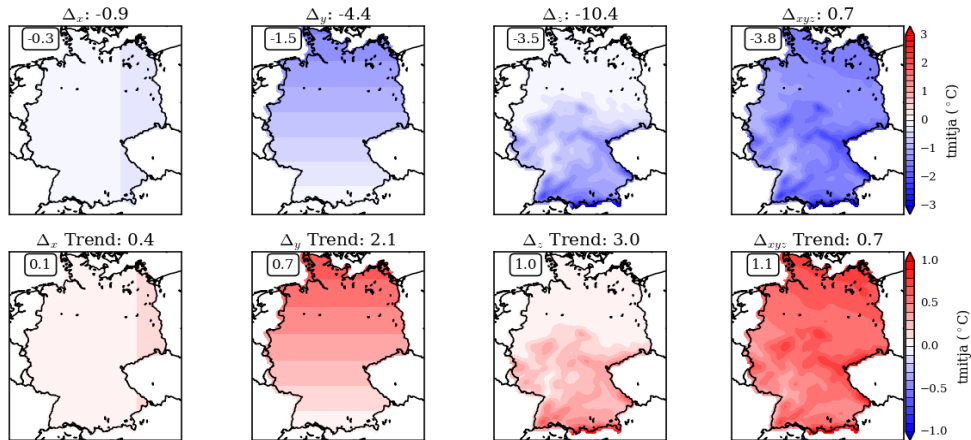 Δx: -0.9
Δy: -4.4
Δz: -10.4
Δxyz: 0.7
-0.3
-1.5
-3.5
-3.8
3
2
1
0
−1
−2
−3
tmitja (°C)
Δx Trend: 0.4
Δy Trend: 2.1
Δz Trend: 3.0
Δxyz Trend: 0.7
0.1
0.7
1.0
1.1
1.0
0.5
0.0
−0.5
−1.0
tmitja (°C)